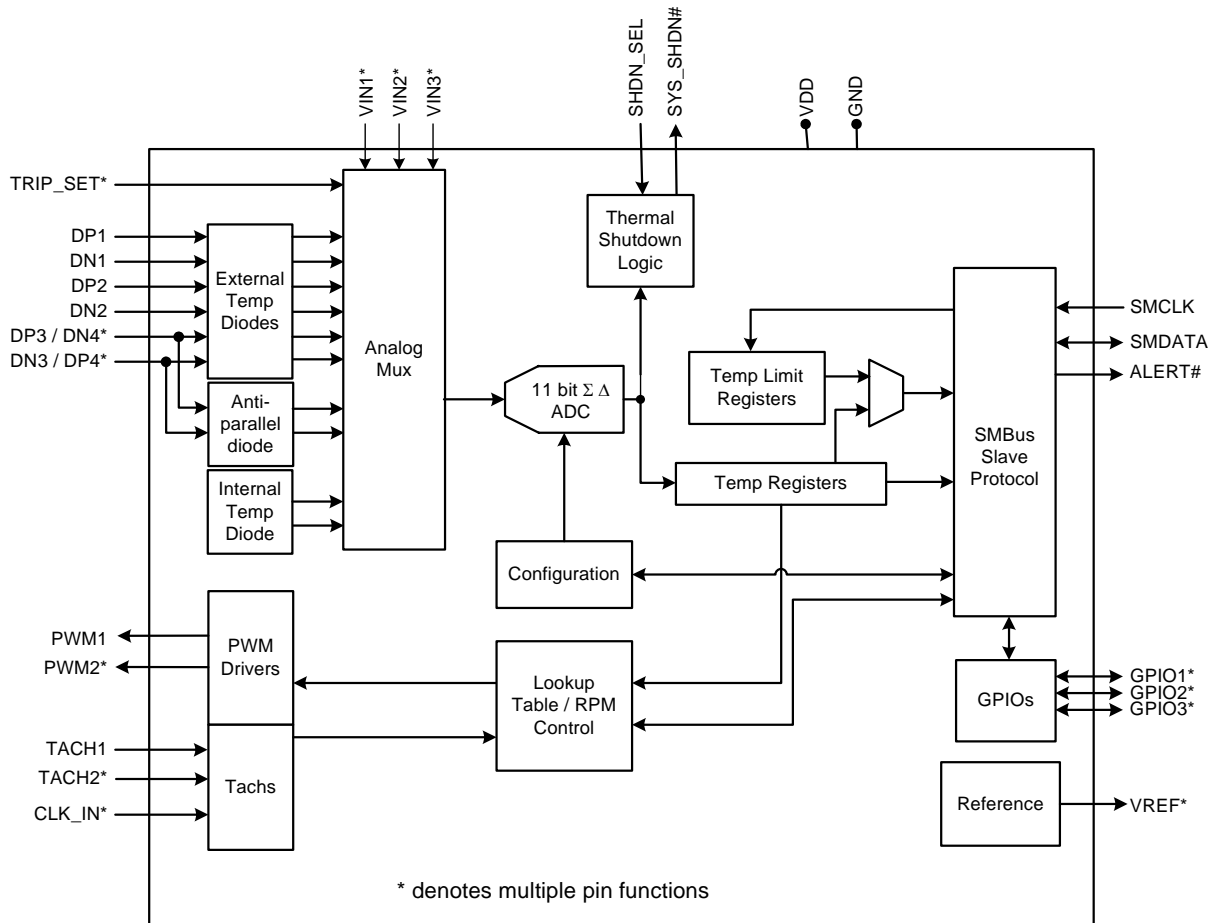 VIN1*
VIN2*
VIN3*
SHDN_SEL
SYS_SHDN#
VDD
GND
TRIP_SET*
DP1
DN1
DP2
DN2
DP3 / DN4*
DN3 / DP4*
External
Temp
Diodes
Anti-
parallel
diode
Internal
Temp
Diode
Analog
Mux
11 bit Σ Δ
ADC
Thermal
Shutdown
Logic
Temp Limit
Registers
Temp Registers
SMBus
Slave
Protocol
SMCLK
SMDATA
ALERT#
Configuration
PWM1
PWM2*
PWM
Drivers
Lookup
Table / RPM
Control
GPIOs
GPIO1*
GPIO2*
GPIO3*
TACH1
TACH2*
CLK_IN*
Tachs
Reference
VREF*
* denotes multiple pin functions